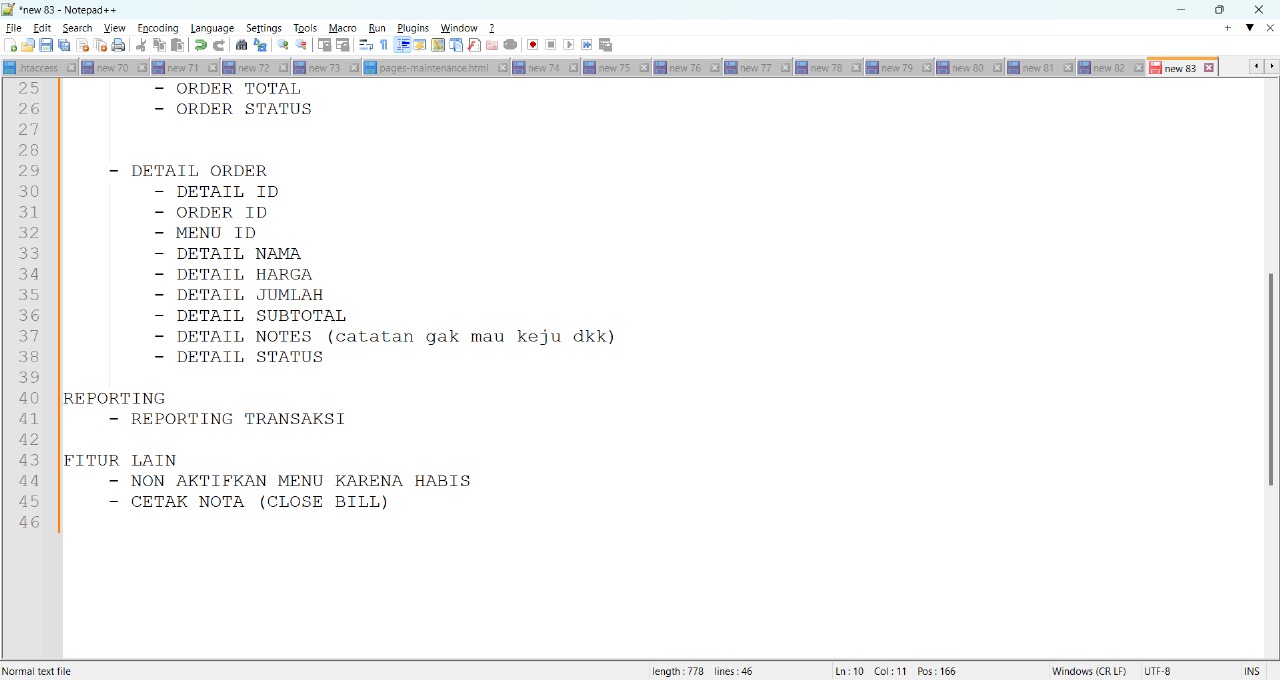 *new 83 - Notepad++
File Edit Search View Encoding Language Settings Tools Macro Run Plugins Window ?
.htaccess new 70 new 71 new 72 new 73 pages-maintenance.html new 74 new 75 new 76 new 77 new 78 new 79 new 80 new 81 new 82 new 83
25 - ORDER TOTAL
26 - ORDER STATUS
27
28
29 - DETAIL ORDER
30 - DETAIL ID
31 - ORDER ID
32 - MENU ID
33 - DETAIL NAMA
34 - DETAIL HARGA
35 - DETAIL JUMLAH
36 - DETAIL SUBTOTAL
37 - DETAIL NOTES (catatan gak mau keju dkk)
38 - DETAIL STATUS
39
40 REPORTING
41 - REPORTING TRANSAKSI
42
43 FITUR LAIN
44 - NON AKTIFKAN MENU KARENA HABIS
45 - CETAK NOTA (CLOSE BILL)
46
Normal text file length : 778 lines : 46 Ln : 10 Col : 11 Pos : 166 Windows (CR LF) UTF-8 INS